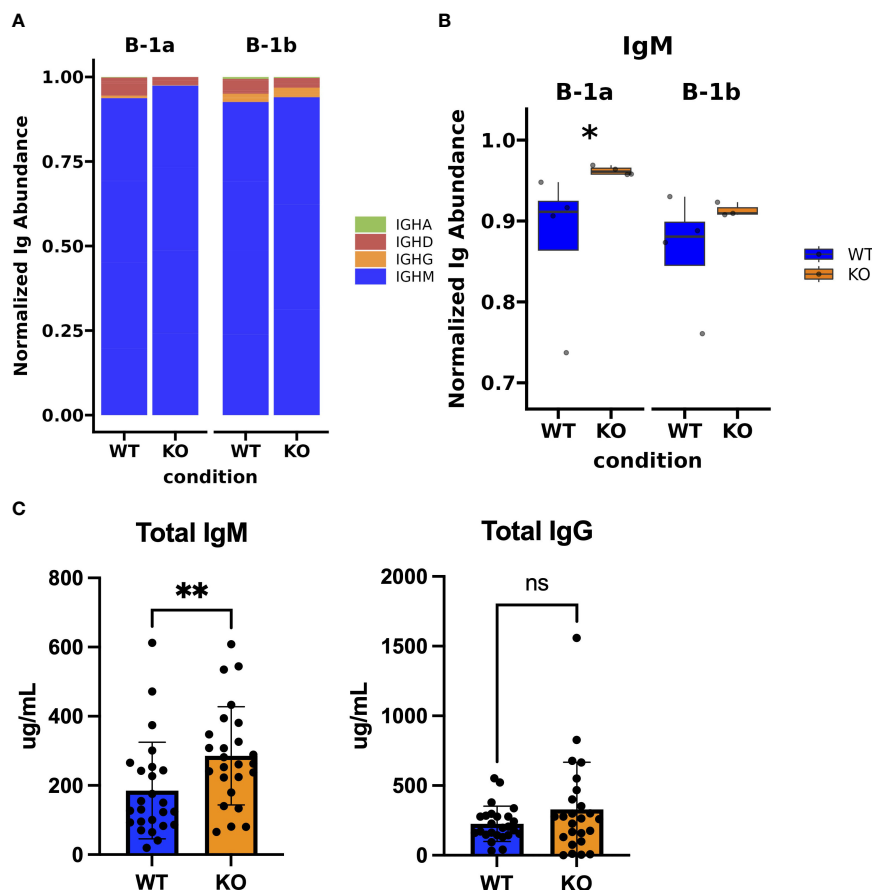 A
B-1a B-1b
1.00
0.75
0.50
0.25
0.00
Normalized Ig Abundance
WT KO WT KO
condition
IGHA
IGHD
IGHG
IGHM
B
IgM
B-1a B-1b
*
1.0
0.9
0.8
0.7
Normalized Ig Abundance
WT KO WT KO
condition
WT
KO
C
Total IgM
**
800
600
400
200
0
ug/mL
WT KO
Total IgG
ns
2000
1500
1000
500
0
ug/mL
WT KO